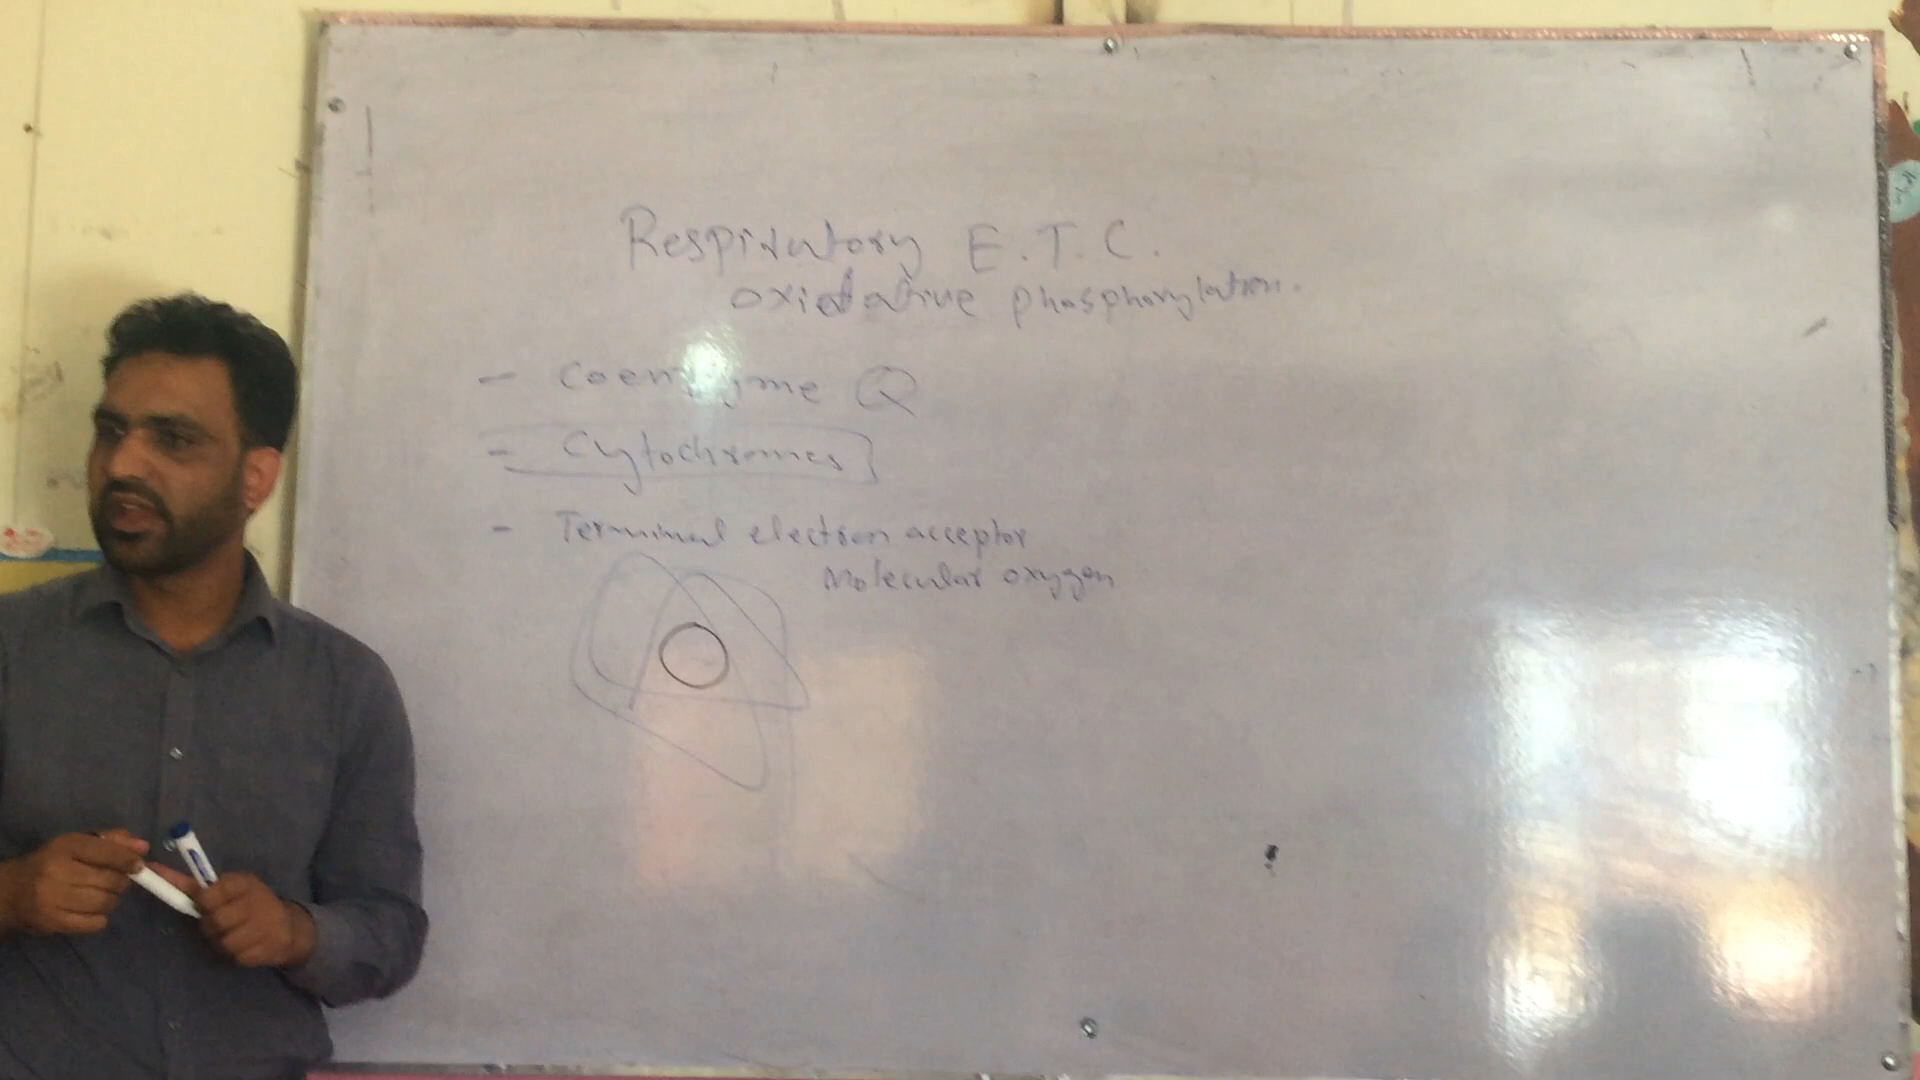 Respiratory E.T.C.
oxidative phosphorylation.
- Coenzyme Q
- Cytochromes
- Terminal electron acceptor
Molecular oxygen